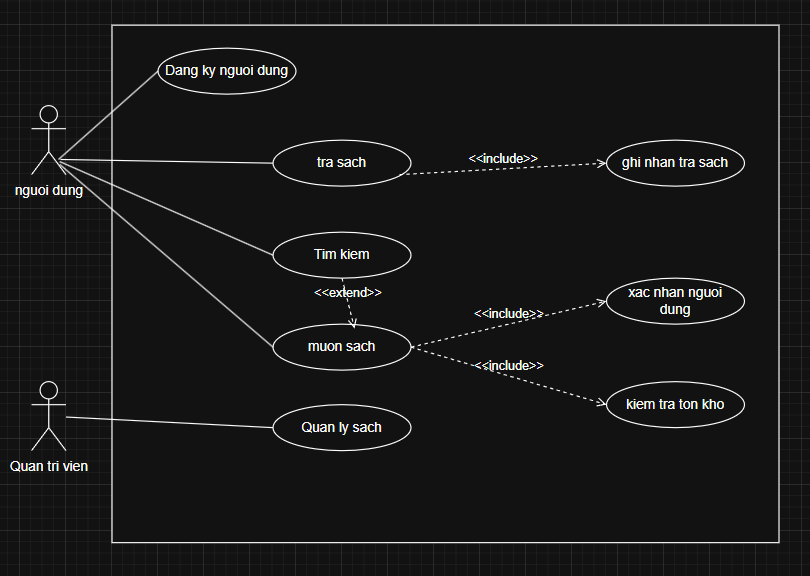 Dang ky nguoi dung
tra sach
<<include>>
ghi nhan tra sach
nguoi dung
Tim kiem
<<extend>>
xac nhan nguoi
dung
<<include>>
muon sach
<<include>>
kiem tra ton kho
Quan ly sach
Quan tri vien